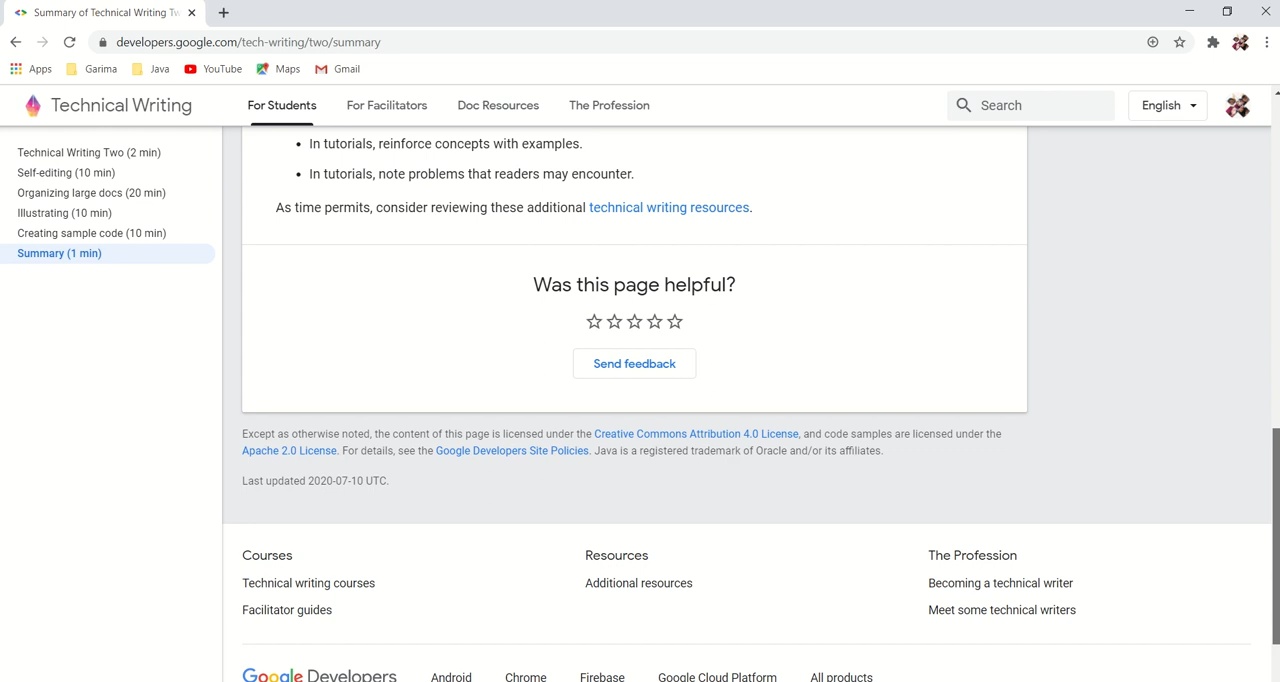 Summary of Technical Writing Tw
developers.google.com/tech-writing/two/summary
Apps Garima Java YouTube Maps Gmail
Technical Writing For Students For Facilitators Doc Resources The Profession Search English
Technical Writing Two (2 min)
Self-editing (10 min)
Organizing large docs (20 min)
Illustrating (10 min)
Creating sample code (10 min)
Summary (1 min)
• In tutorials, reinforce concepts with examples.
• In tutorials, note problems that readers may encounter.
As time permits, consider reviewing these additional technical writing resources.
Was this page helpful?
Send feedback
Except as otherwise noted, the content of this page is licensed under the Creative Commons Attribution 4.0 License, and code samples are licensed under the
Apache 2.0 License. For details, see the Google Developers Site Policies. Java is a registered trademark of Oracle and/or its affiliates.
Last updated 2020-07-10 UTC.
Courses Resources The Profession
Technical writing courses Additional resources Becoming a technical writer
Facilitator guides Meet some technical writers
Google Developers Android Chrome Firebase Google Cloud Platform All products